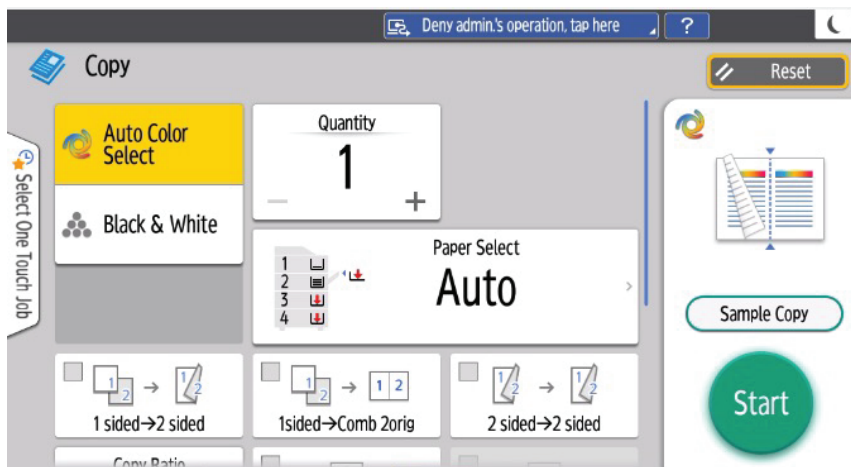 Deny admin.'s operation, tap here
?
Copy
Reset
Auto Color
Select
Black & White
Quantity
1
− +
Select One Touch Job
Paper Select
Auto
1
2
3
4
Sample Copy
Start
1 2 → 1 2
1 sided→2 sided
1 2 → 1 2
1sided→Comb 2orig
1 2 → 1 2
2 sided→2 sided
Copy Ratio